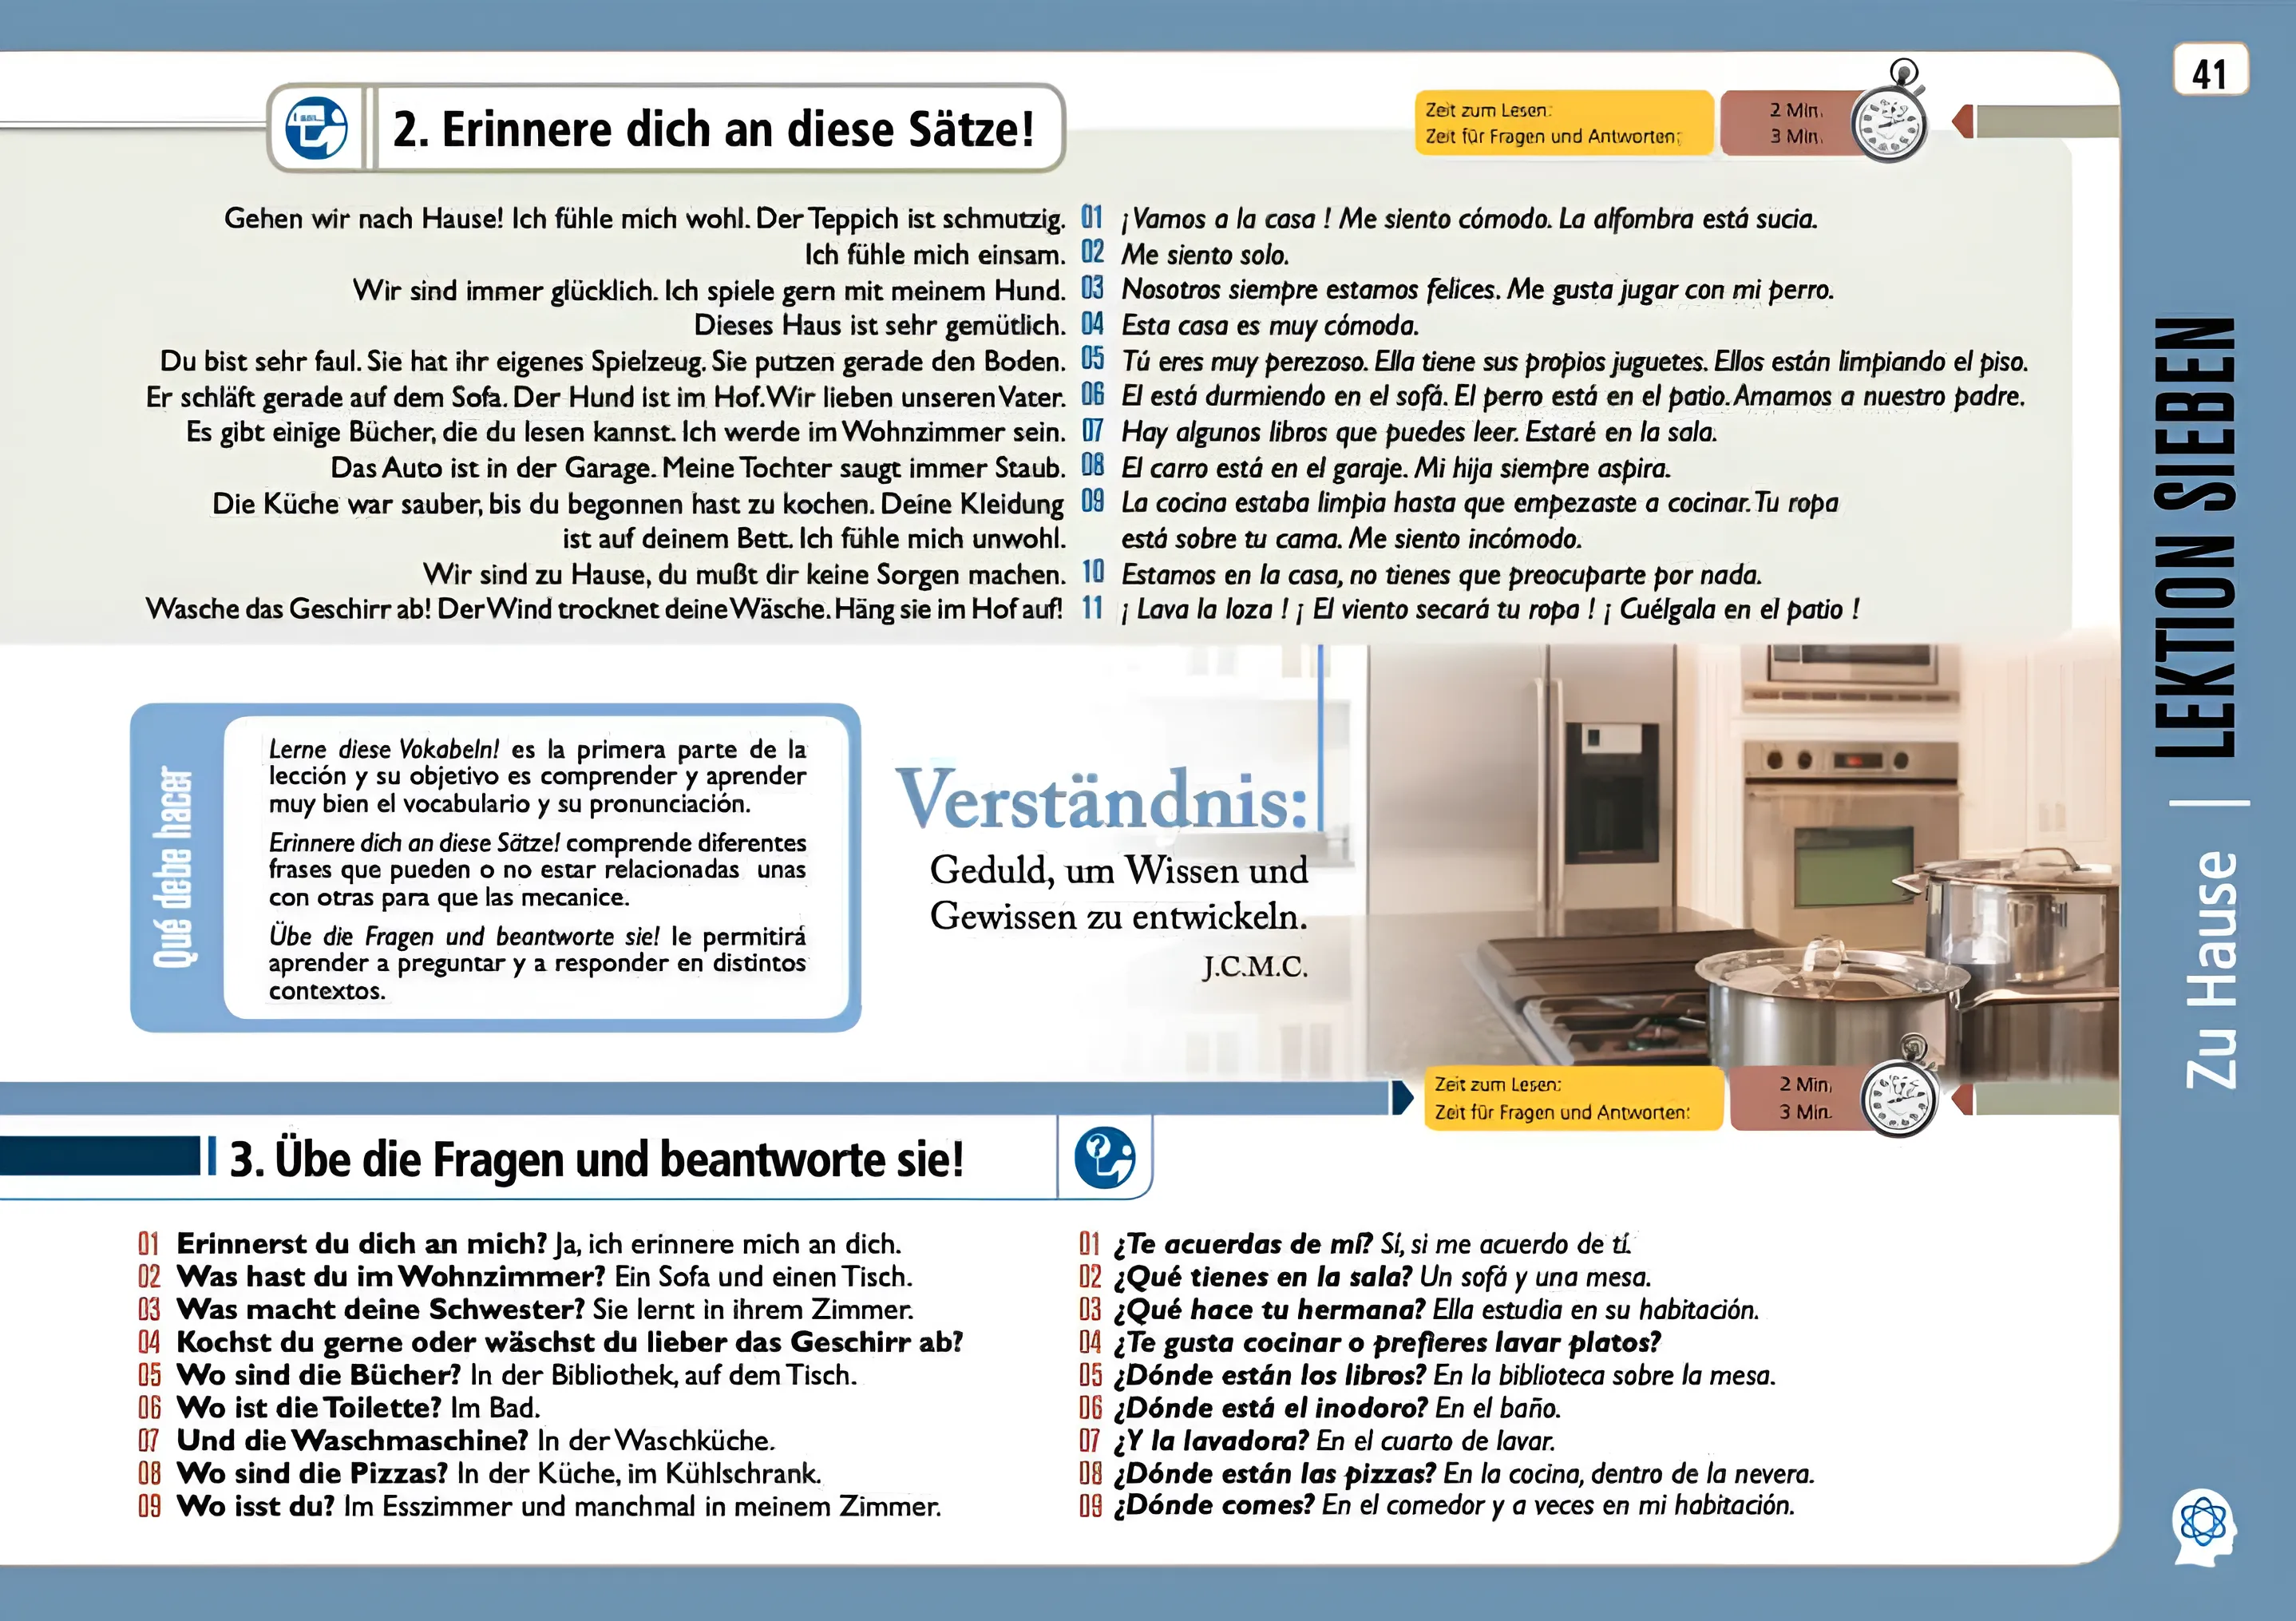 41
2. Erinnere dich an diese Sätze!
Zeit zum Lesen:
Zeit für Fragen und Antworten:
2 Min.
3 Min.
Gehen wir nach Hause! Ich fühle mich wohl. Der Teppich ist schmutzig. 01 ¡Vamos a la casa ! Me siento cómodo. La alfombra está sucia.
Ich fühle mich einsam. 02 Me siento solo.
Wir sind immer glücklich. Ich spiele gern mit meinem Hund. 03 Nosotros siempre estamos felices. Me gusta jugar con mi perro.
Dieses Haus ist sehr gemütlich. 04 Esta casa es muy cómoda.
Du bist sehr faul. Sie hat ihr eigenes Spielzeug. Sie putzen gerade den Boden. 05 Tú eres muy perezoso. Ella tiene sus propios juguetes. Ellos están limpiando el piso.
Er schläft gerade auf dem Sofa. Der Hund ist im Hof. Wir lieben unseren Vater. 06 El está durmiendo en el sofá. El perro está en el patio. Amamos a nuestro padre.
Es gibt einige Bücher, die du lesen kannst. Ich werde im Wohnzimmer sein. 07 Hay algunos libros que puedes leer. Estaré en la sala.
Das Auto ist in der Garage. Meine Tochter saugt immer Staub. 08 El carro está en el garaje. Mi hija siempre aspira.
Die Küche war sauber, bis du begonnen hast zu kochen. Deine Kleidung 09 La cocina estaba limpia hasta que empezaste a cocinar. Tu ropa
ist auf deinem Bett. Ich fühle mich unwohl. está sobre tu cama. Me siento incómodo.
Wir sind zu Hause, du mußt dir keine Sorgen machen. 10 Estamos en la casa, no tienes que preocuparte por nada.
Wasche das Geschirr ab! Der Wind trocknet deine Wäsche. Häng sie im Hof auf! 11 ¡ Lava la loza ! ¡ El viento secará tu ropa ! ¡ Cuélgala en el patio !
Qué debe hacer
Lerne diese Vokabeln! es la primera parte de la
lección y su objetivo es comprender y aprender
muy bien el vocabulario y su pronunciación.
Erinnere dich an diese Sätze! comprende diferentes
frases que pueden o no estar relacionadas unas
con otras para que las mecanice.
Übe die Fragen und beantworte sie! le permitirá
aprender a preguntar y a responder en distintos
contextos.
Verständnis:
Geduld, um Wissen und
Gewissen zu entwickeln.
J.C.M.C.
LEKTION SIEBEN
Zu Hause
Zeit zum Lesen:
Zeit für Fragen und Antworten:
2 Min.
3 Min.
3. Übe die Fragen und beantworte sie!
01 Erinnerst du dich an mich? Ja, ich erinnere mich an dich.
02 Was hast du im Wohnzimmer? Ein Sofa und einen Tisch.
03 Was macht deine Schwester? Sie lernt in ihrem Zimmer.
04 Kochst du gerne oder wäschst du lieber das Geschirr ab?
05 Wo sind die Bücher? In der Bibliothek, auf dem Tisch.
06 Wo ist die Toilette? Im Bad.
07 Und die Waschmaschine? In der Waschküche.
08 Wo sind die Pizzas? In der Küche, im Kühlschrank.
09 Wo isst du? Im Esszimmer und manchmal in meinem Zimmer.
01 ¿Te acuerdas de mí? Sí, si me acuerdo de tí.
02 ¿Qué tienes en la sala? Un sofá y una mesa.
03 ¿Qué hace tu hermana? Ella estudia en su habitación.
04 ¿Te gusta cocinar o prefieres lavar platos?
05 ¿Dónde están los libros? En la biblioteca sobre la mesa.
06 ¿Dónde está el inodoro? En el baño.
07 ¿Y la lavadora? En el cuarto de lavar.
08 ¿Dónde están las pizzas? En la cocina, dentro de la nevera.
09 ¿Dónde comes? En el comedor y a veces en mi habitación.